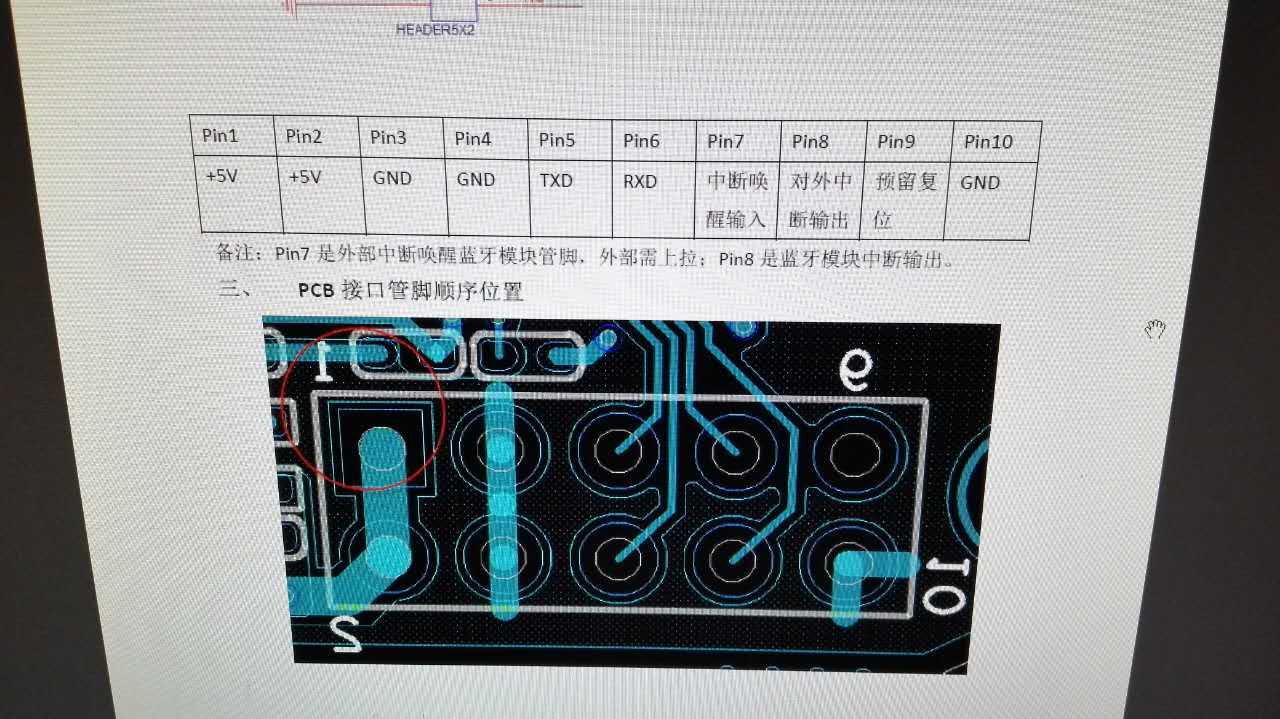 HEADER5X2
Pin1 Pin2 Pin3 Pin4 Pin5 Pin6 Pin7 Pin8 Pin9 Pin10
+5V +5V GND GND TXD RXD 中断唤 对外中 预留复 GND
醒输入 断输出 位
备注：Pin7 是外部中断唤醒蓝牙模块管脚，外部需上拉；Pin8 是蓝牙模块中断输出。
三、 PCB 接口管脚顺序位置
1 9
2 10